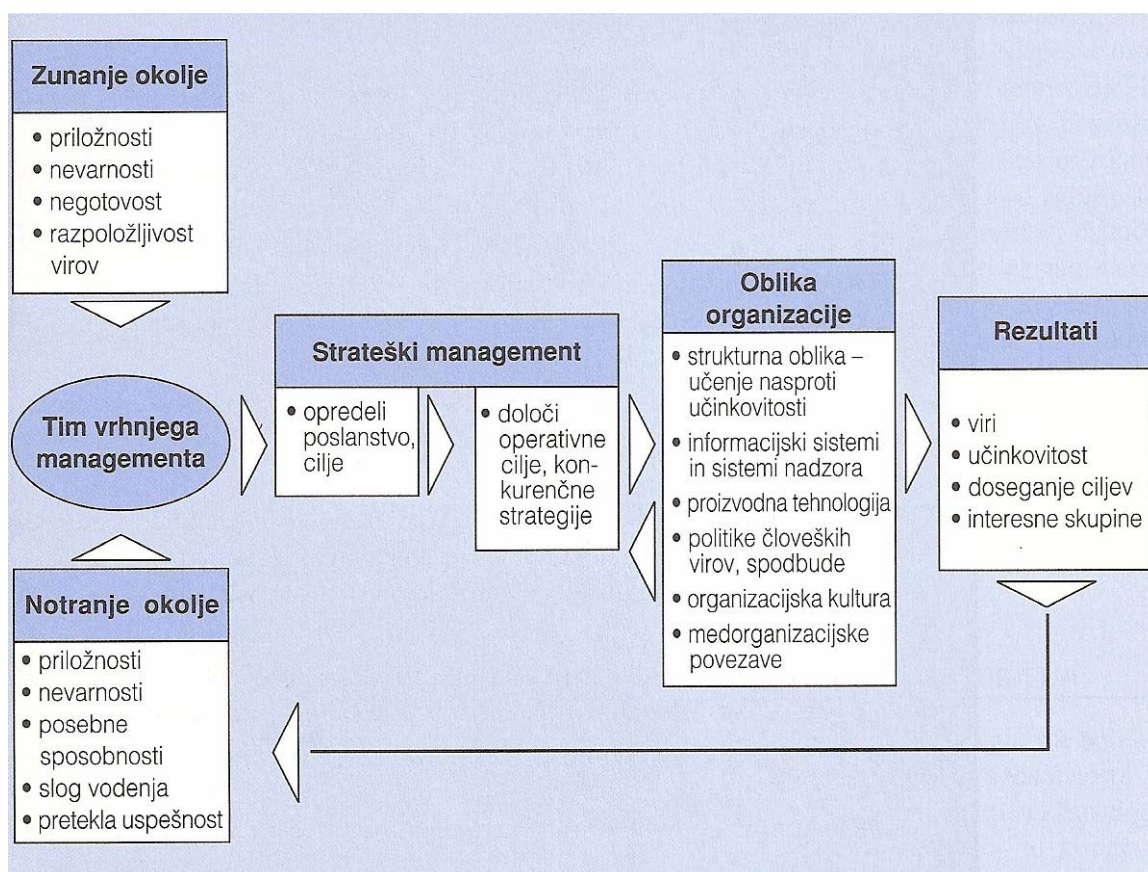 Zunanje okolje
• priložnosti
• nevarnosti
• negotovost
• razpoložljivost
virov
Tim vrhnjega
managementa
Notranje okolje
• priložnosti
• nevarnosti
• posebne
sposobnosti
• slog vodenja
• pretekla uspešnost
Strateški management
• opredeli
poslanstvo,
cilje
• določi
operativne
cilje, kon-
kurenčne
strategije
Oblika
organizacije
• strukturna oblika –
učenje nasproti
učinkovitosti
• informacijski sistemi
in sistemi nadzora
• proizvodna tehnologija
• politike človeških
virov, spodbude
• organizacijska kultura
• medorganizacijske
povezave
Rezultati
• viri
• učinkovitost
• doseganje ciljev
• interesne skupine